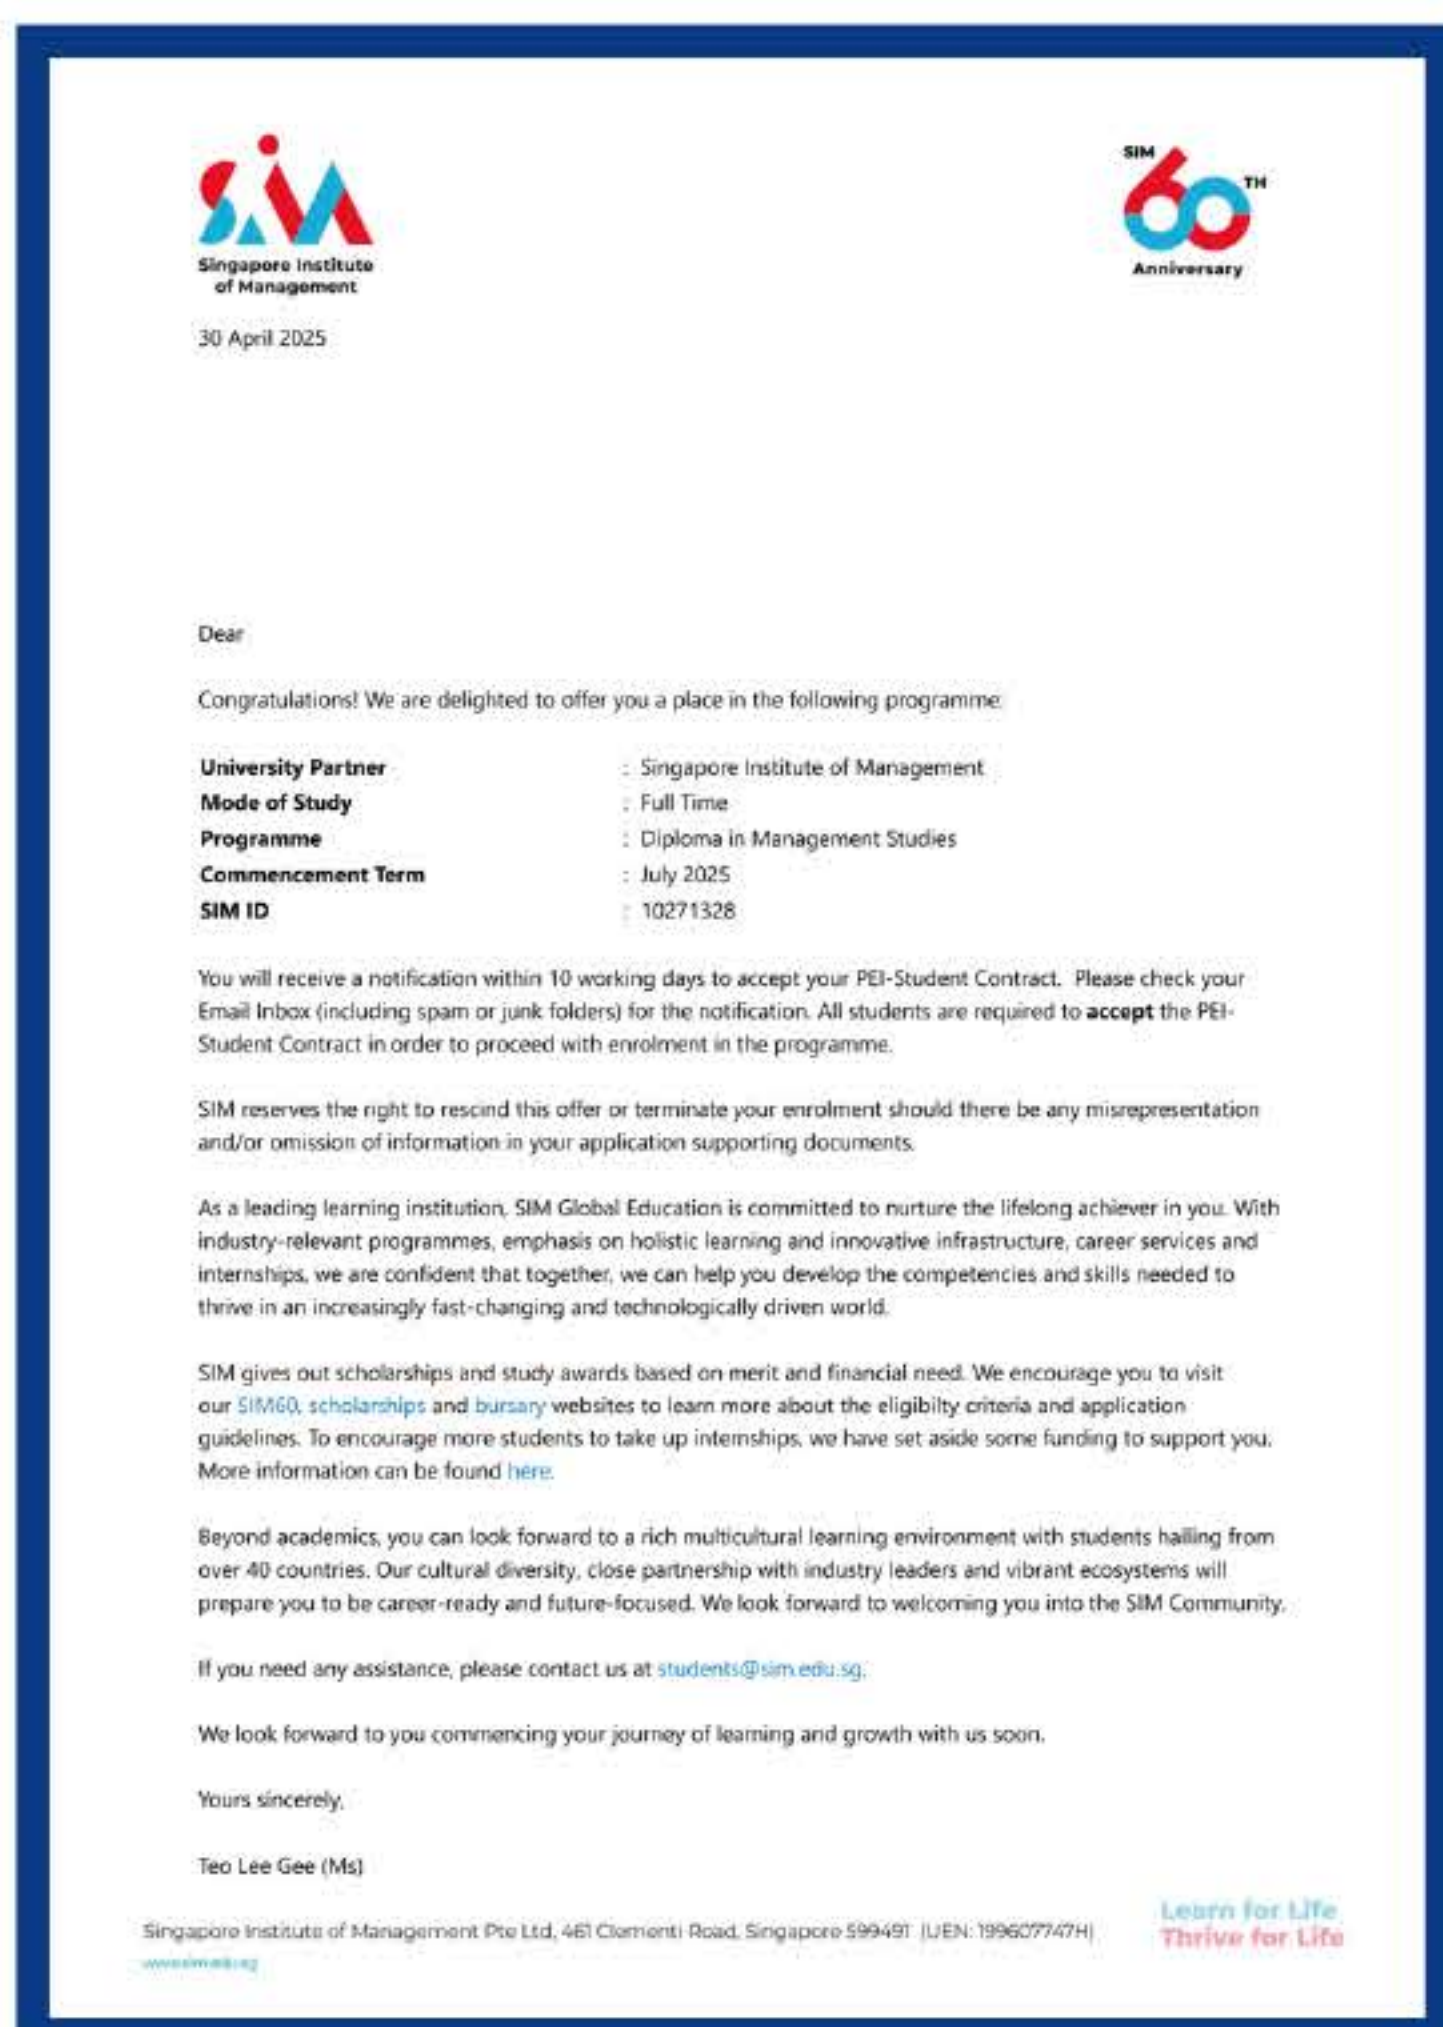 SIM
Singapore Institute
of Management
SIM
60
TH
Anniversary
30 April 2025
Dear
Congratulations! We are delighted to offer you a place in the following programme:
University Partner : Singapore Institute of Management
Mode of Study : Full Time
Programme : Diploma in Management Studies
Commencement Term : July 2025
SIM ID : 10271328
You will receive a notification within 10 working days to accept your PEI-Student Contract. Please check your
Email Inbox (including spam or junk folders) for the notification. All students are required to accept the PEI-
Student Contract in order to proceed with enrolment in the programme.
SIM reserves the right to rescind this offer or terminate your enrolment should there be any misrepresentation
and/or omission of information in your application supporting documents.
As a leading learning institution, SIM Global Education is committed to nurture the lifelong achiever in you. With
industry-relevant programmes, emphasis on holistic learning and innovative infrastructure, career services and
internships, we are confident that together, we can help you develop the competencies and skills needed to
thrive in an increasingly fast-changing and technologically driven world.
SIM gives out scholarships and study awards based on merit and financial need. We encourage you to visit
our SIM60, scholarships and bursary websites to learn more about the eligibilty criteria and application
guidelines. To encourage more students to take up internships, we have set aside some funding to support you.
More information can be found here.
Beyond academics, you can look forward to a rich multicultural learning environment with students hailing from
over 40 countries. Our cultural diversity, close partnership with industry leaders and vibrant ecosystems will
prepare you to be career-ready and future-focused. We look forward to welcoming you into the SIM Community.
If you need any assistance, please contact us at students@sim.edu.sg.
We look forward to you commencing your journey of learning and growth with us soon.
Yours sincerely,
Teo Lee Gee (Ms)
Singapore Institute of Management Pte Ltd, 461 Clementi Road, Singapore 599491 (UEN: 199607747H)
www.sim.edu.sg
Learn for Life
Thrive for Life